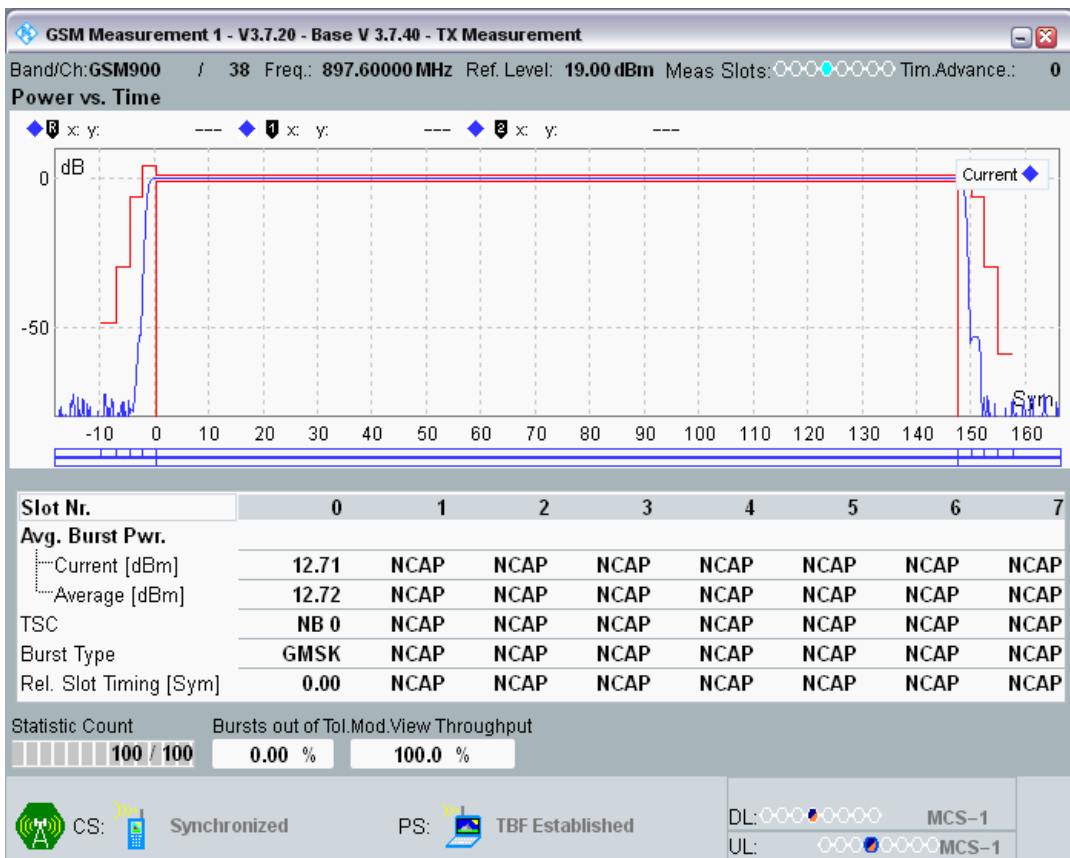 GSM Measurement 1 - V3.7.20 - Base V 3.7.40 - TX Measurement
Band/Ch:GSM900 / 38 Freq.: 897.60000 MHz Ref. Level: 19.00 dBm Meas Slots: Tim.Advance.: 0
Power vs. Time
R x: y: --- 1 x: y: --- 2 x: y: ---
dB
Current
0
-50
Sym
-10 0 10 20 30 40 50 60 70 80 90 100 110 120 130 140 150 160
Slot Nr. 0 1 2 3 4 5 6 7
Avg. Burst Pwr.
Current [dBm] 12.71 NCAP NCAP NCAP NCAP NCAP NCAP NCAP
Average [dBm] 12.72 NCAP NCAP NCAP NCAP NCAP NCAP NCAP
TSC NB 0 NCAP NCAP NCAP NCAP NCAP NCAP NCAP
Burst Type GMSK NCAP NCAP NCAP NCAP NCAP NCAP NCAP
Rel. Slot Timing [Sym] 0.00 NCAP NCAP NCAP NCAP NCAP NCAP NCAP
Statistic Count Bursts out of Tol.Mod.View Throughput
100 / 100 0.00 % 100.0 %
CS: Synchronized PS: TBF Established
DL: MCS-1
UL: MCS-1